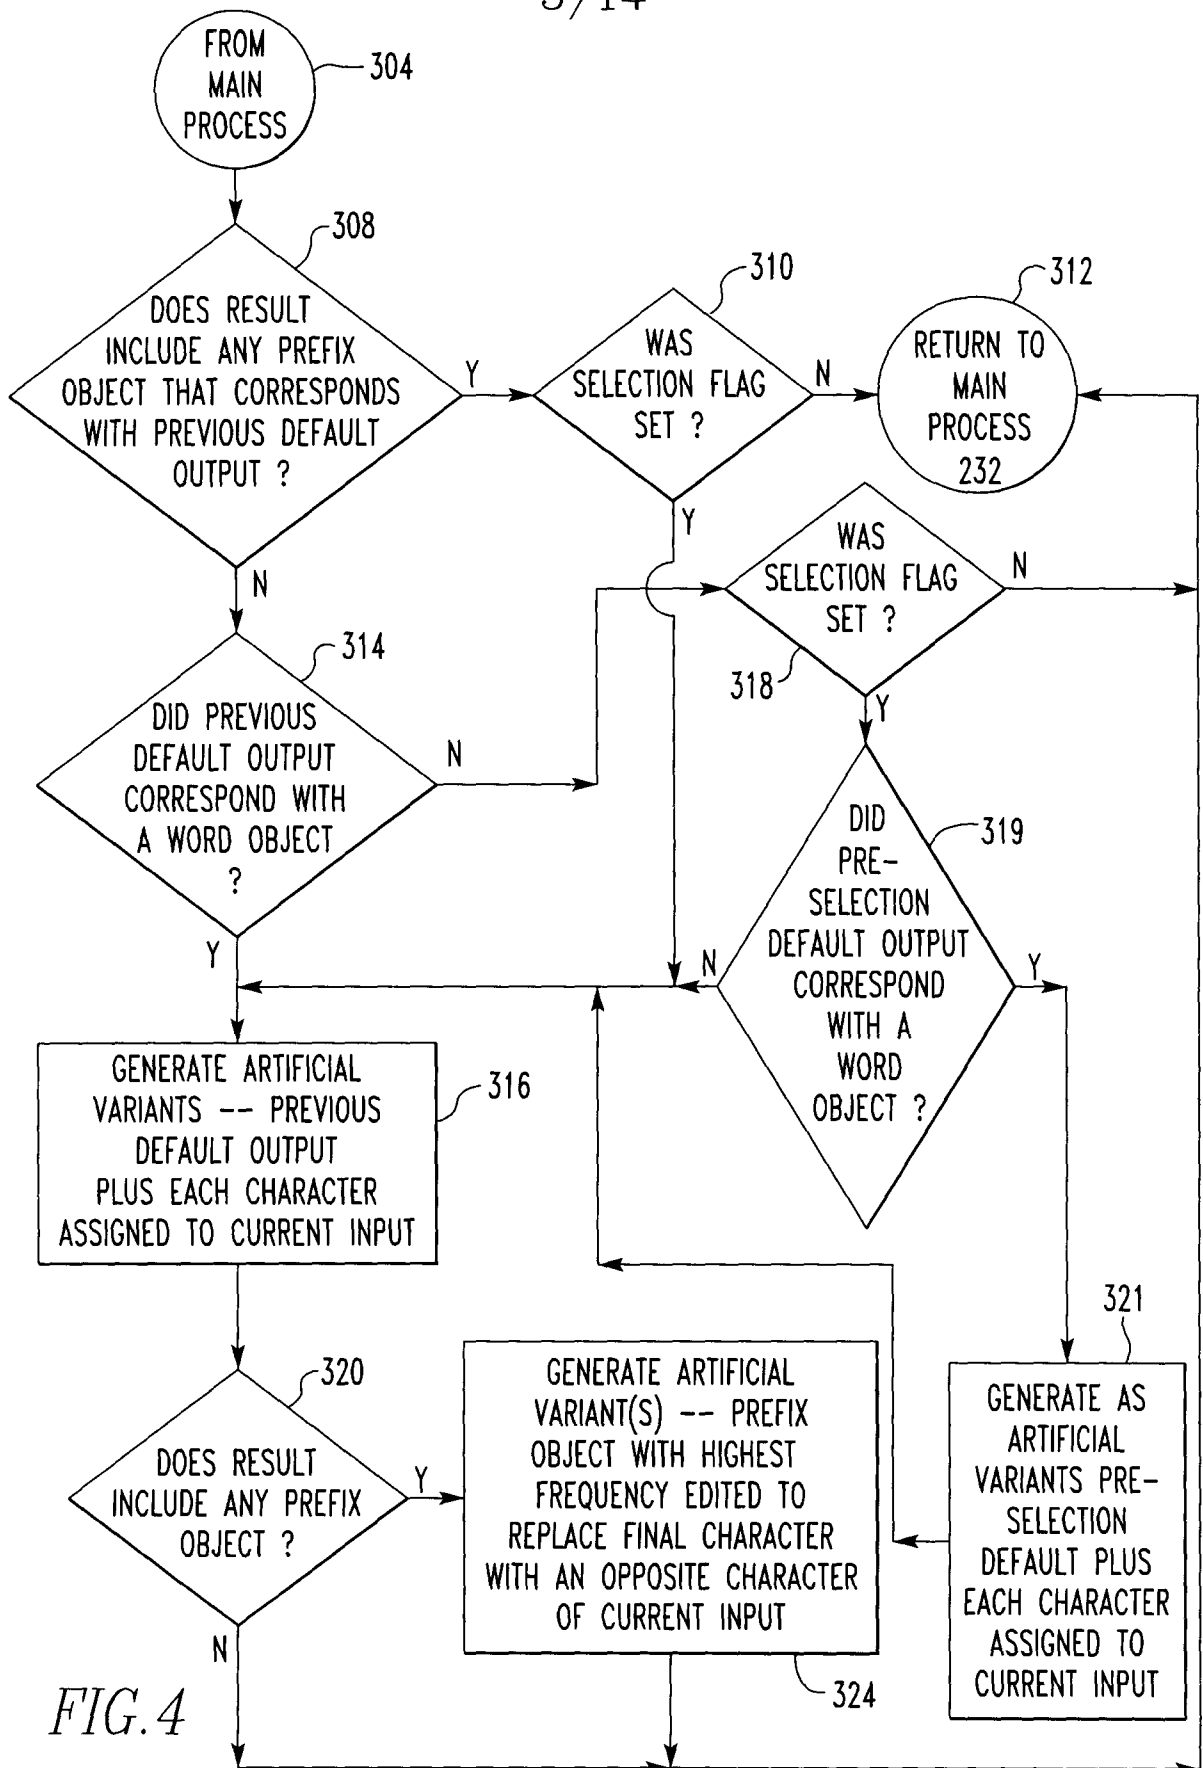 3/14
FROM
MAIN
PROCESS
304
308
DOES RESULT
INCLUDE ANY PREFIX
OBJECT THAT CORRESPONDS
WITH PREVIOUS DEFAULT
OUTPUT ?
Y
N
310
WAS
SELECTION FLAG
SET ?
N
Y
312
RETURN TO
MAIN
PROCESS
232
314
DID PREVIOUS
DEFAULT OUTPUT
CORRESPOND WITH
A WORD OBJECT
?
N
Y
WAS
SELECTION FLAG
SET ?
N
318
Y
319
DID
PRE-
SELECTION
DEFAULT OUTPUT
CORRESPOND
WITH A
WORD
OBJECT ?
N
Y
GENERATE ARTIFICIAL
VARIANTS -- PREVIOUS
DEFAULT OUTPUT
PLUS EACH CHARACTER
ASSIGNED TO CURRENT INPUT
316
320
DOES RESULT
INCLUDE ANY PREFIX
OBJECT ?
Y
N
GENERATE ARTIFICIAL
VARIANT(S) -- PREFIX
OBJECT WITH HIGHEST
FREQUENCY EDITED TO
REPLACE FINAL CHARACTER
WITH AN OPPOSITE CHARACTER
OF CURRENT INPUT
324
321
GENERATE AS
ARTIFICIAL
VARIANTS PRE-
SELECTION
DEFAULT PLUS
EACH CHARACTER
ASSIGNED TO
CURRENT INPUT
FIG.4